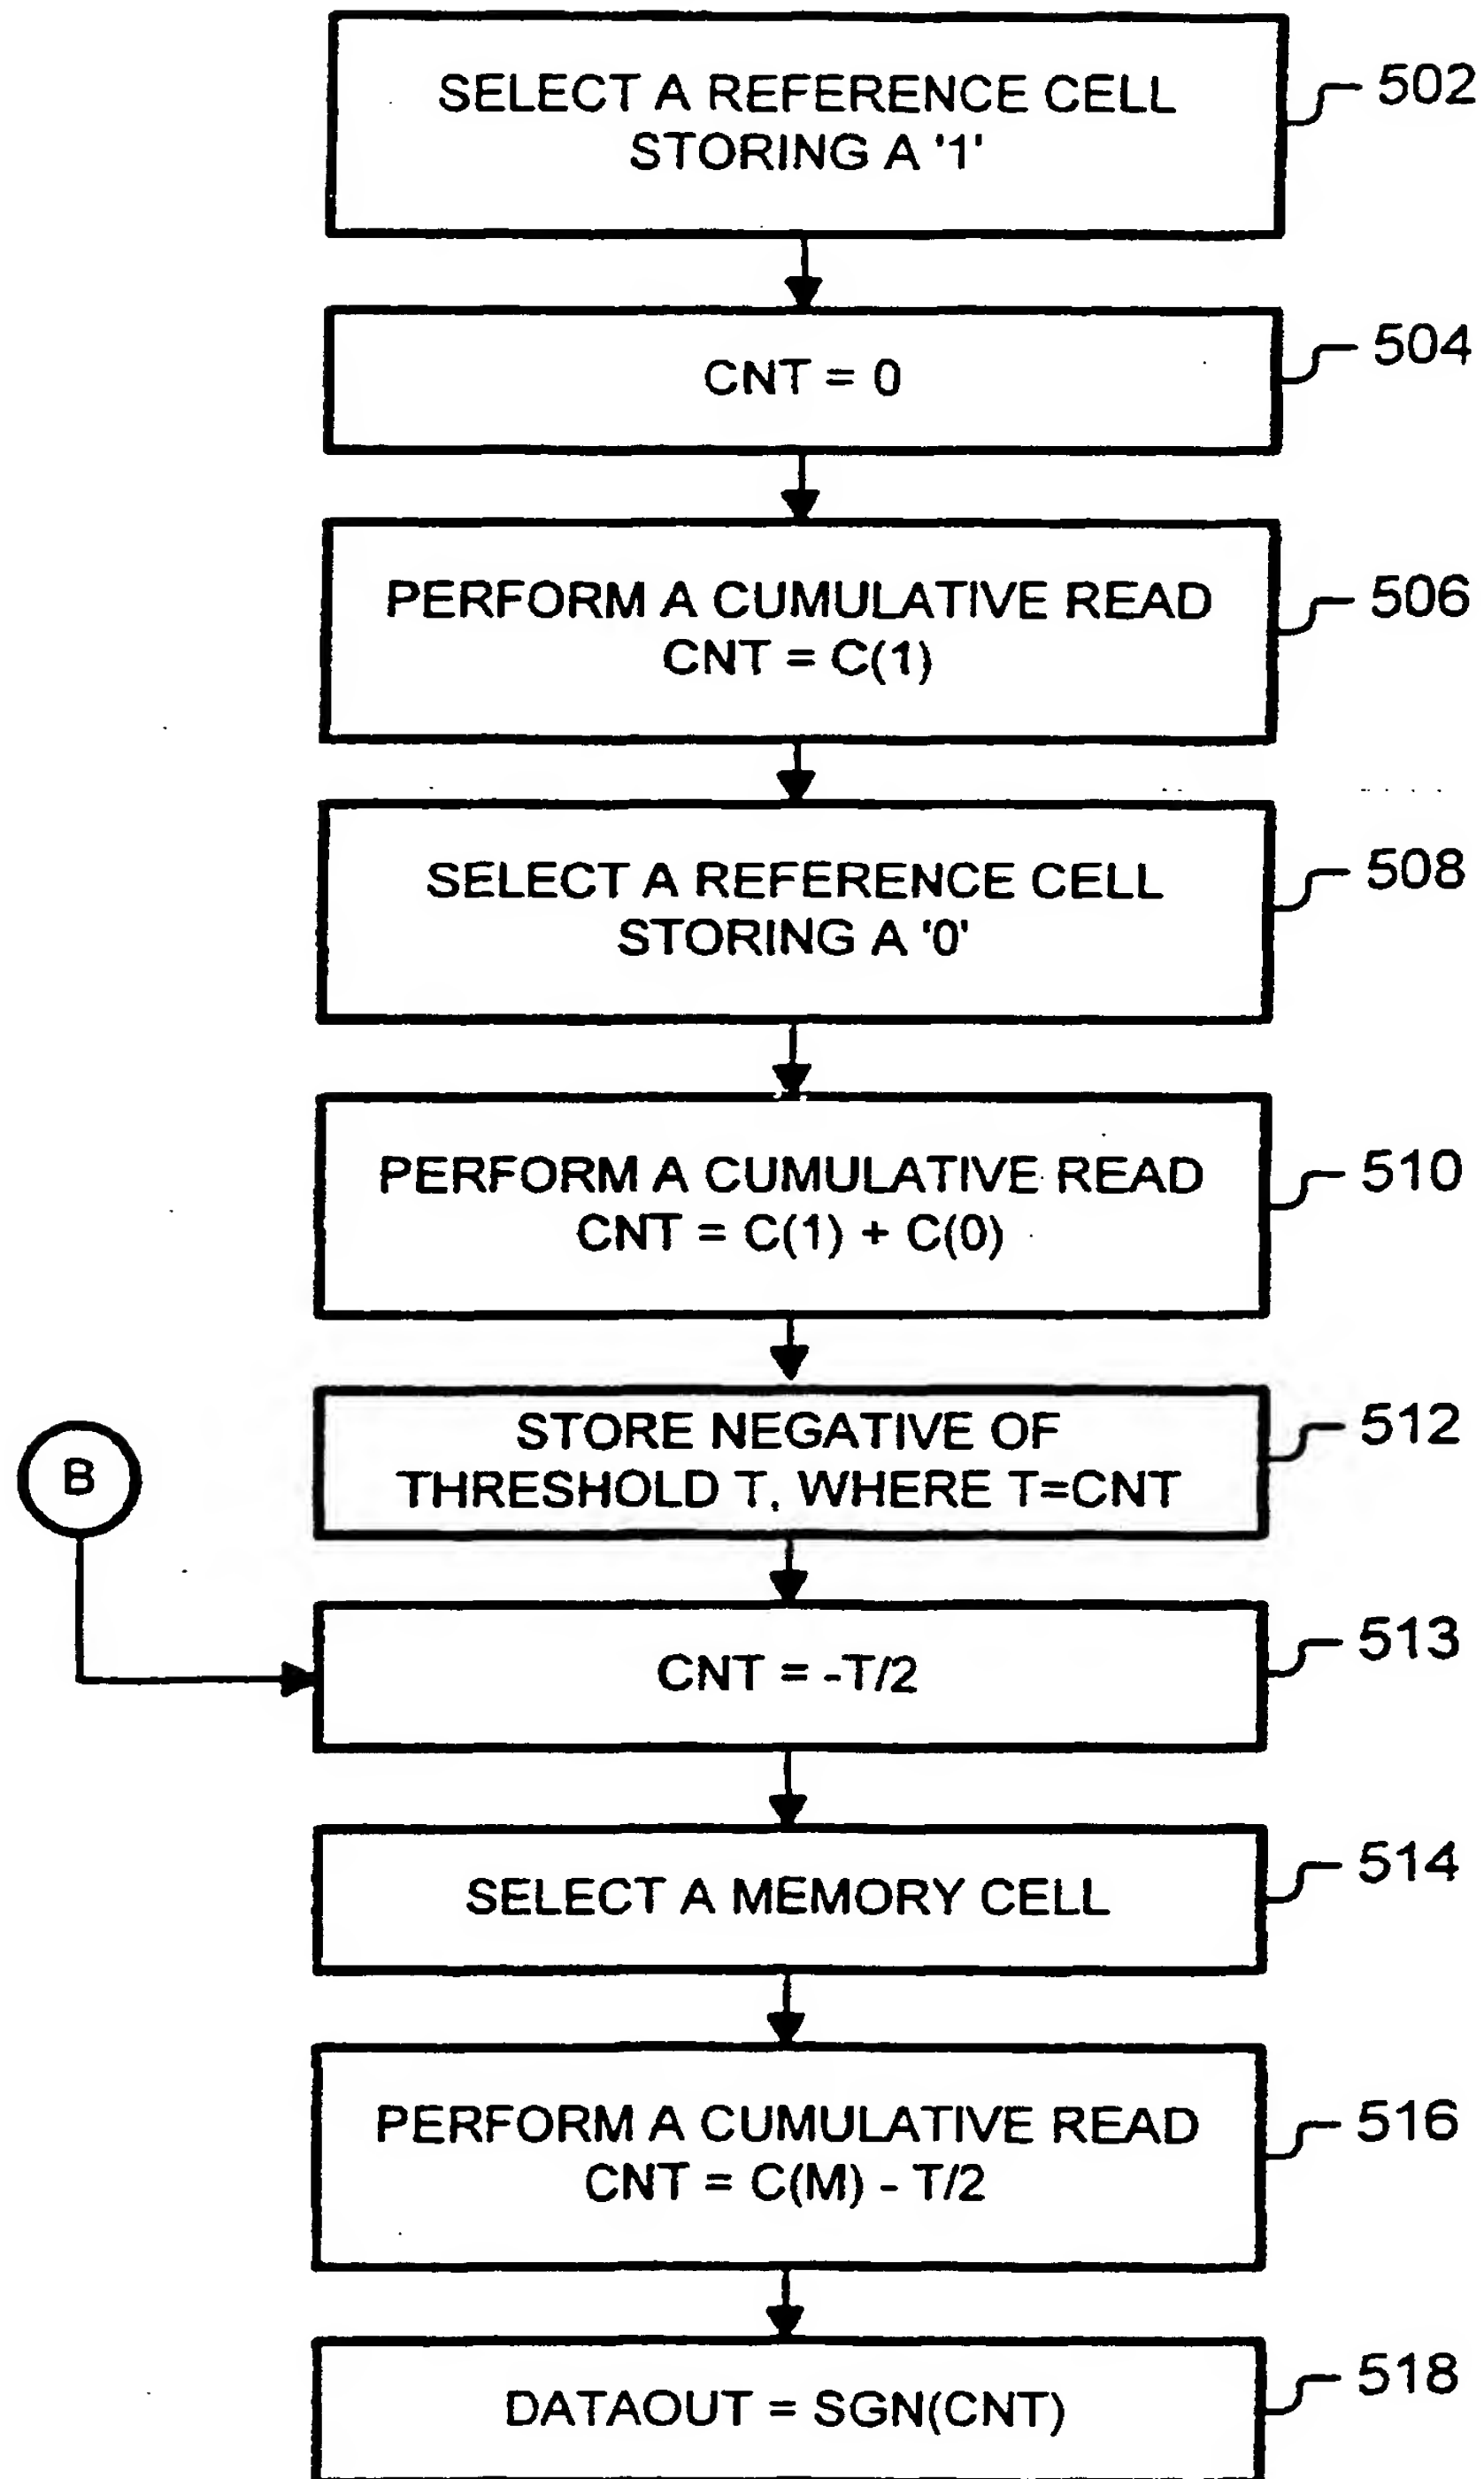 SELECT A REFERENCE CELL
STORING A '1'
502
CNT = 0
504
PERFORM A CUMULATIVE READ
CNT = C(1)
506
SELECT A REFERENCE CELL
STORING A '0'
508
PERFORM A CUMULATIVE READ
CNT = C(1) + C(0)
510
STORE NEGATIVE OF
THRESHOLD T, WHERE T=CNT
512
B
CNT = -T/2
513
SELECT A MEMORY CELL
514
PERFORM A CUMULATIVE READ
CNT = C(M) - T/2
516
DATAOUT = SGN(CNT)
518